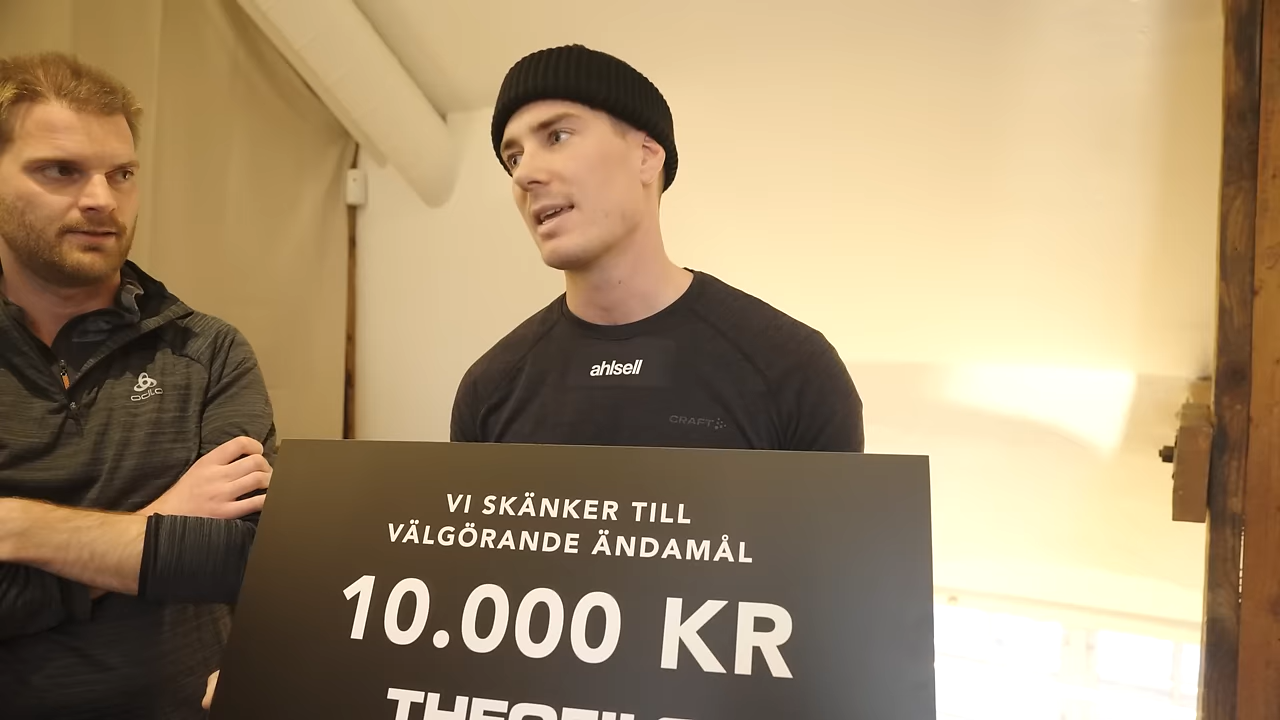 ahlsell
CRAFT
odlo
VI SKÄNKER TILL
VÄLGÖRANDE ÄNDAMÅL
10.000 KR